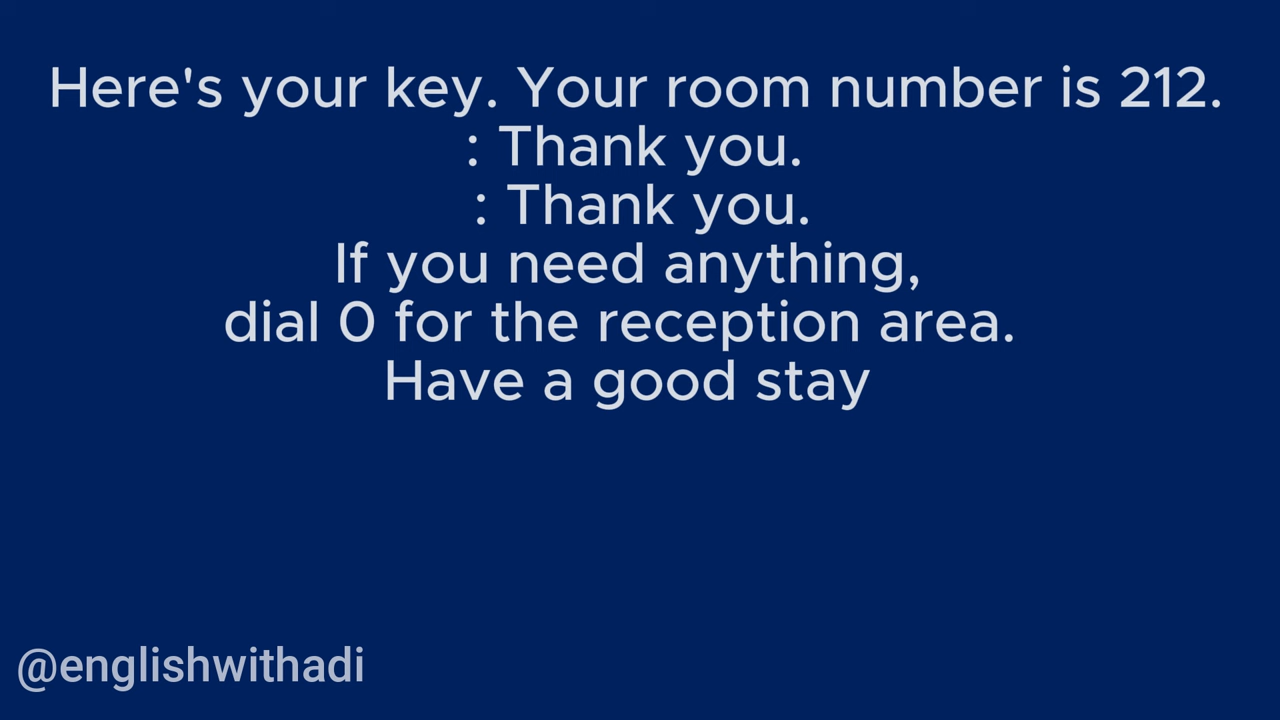 Here's your key. Your room number is 212.
: Thank you.
: Thank you.
If you need anything,
dial 0 for the reception area.
Have a good stay
@englishwithadi